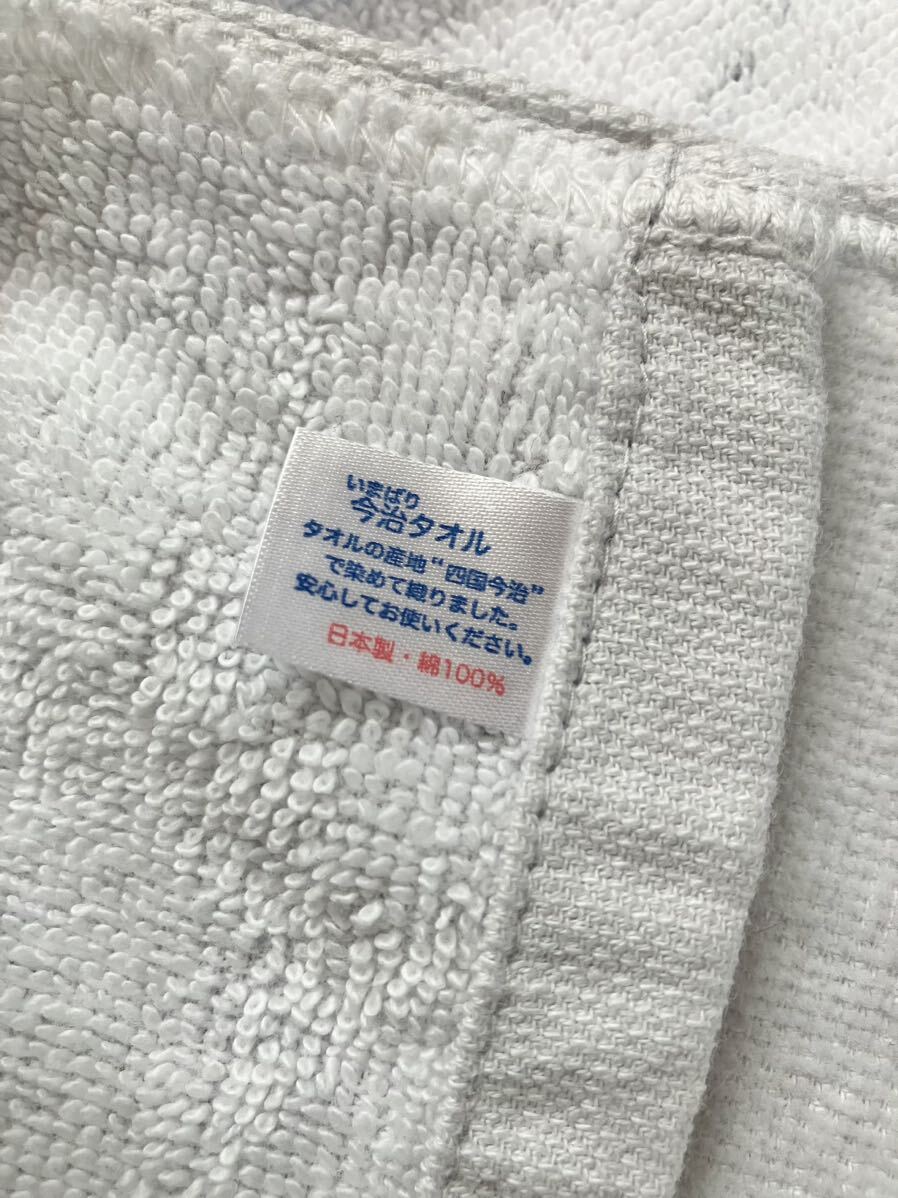 いまばり
今治タオル
タオルの産地“四国今治”
で染めて織りました。
安心してお使いください。
日本製・綿100%